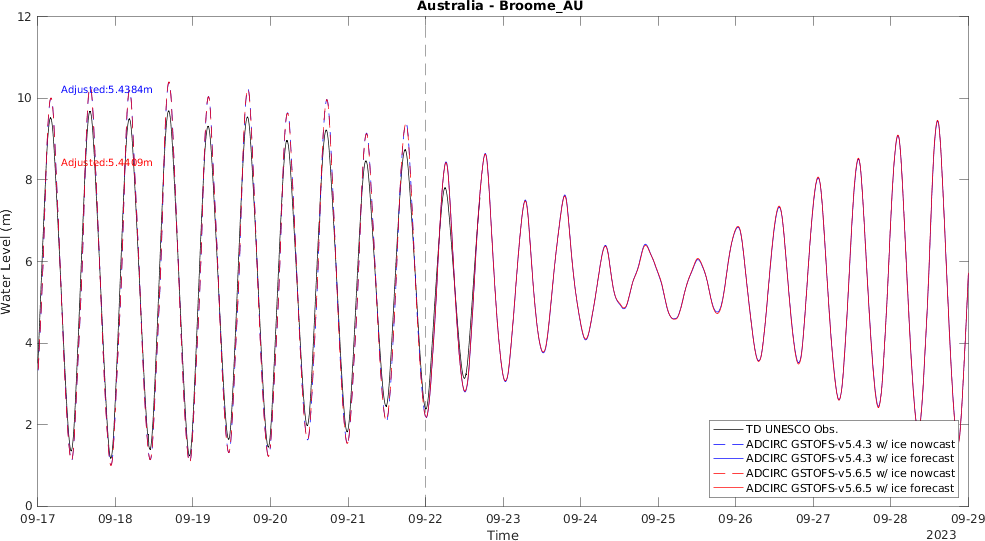 Australia - Broome_AU
12
10
8
6
4
2
0
Water Level (m)
Adjusted:5.4384m
Adjusted:5.4409m
TD UNESCO Obs.
ADCIRC GSTOFS-v5.4.3 w/ ice nowcast
ADCIRC GSTOFS-v5.4.3 w/ ice forecast
ADCIRC GSTOFS-v5.6.5 w/ ice nowcast
ADCIRC GSTOFS-v5.6.5 w/ ice forecast
09-17 09-18 09-19 09-20 09-21 09-22 09-23 09-24 09-25 09-26 09-27 09-28 09-29
Time
2023